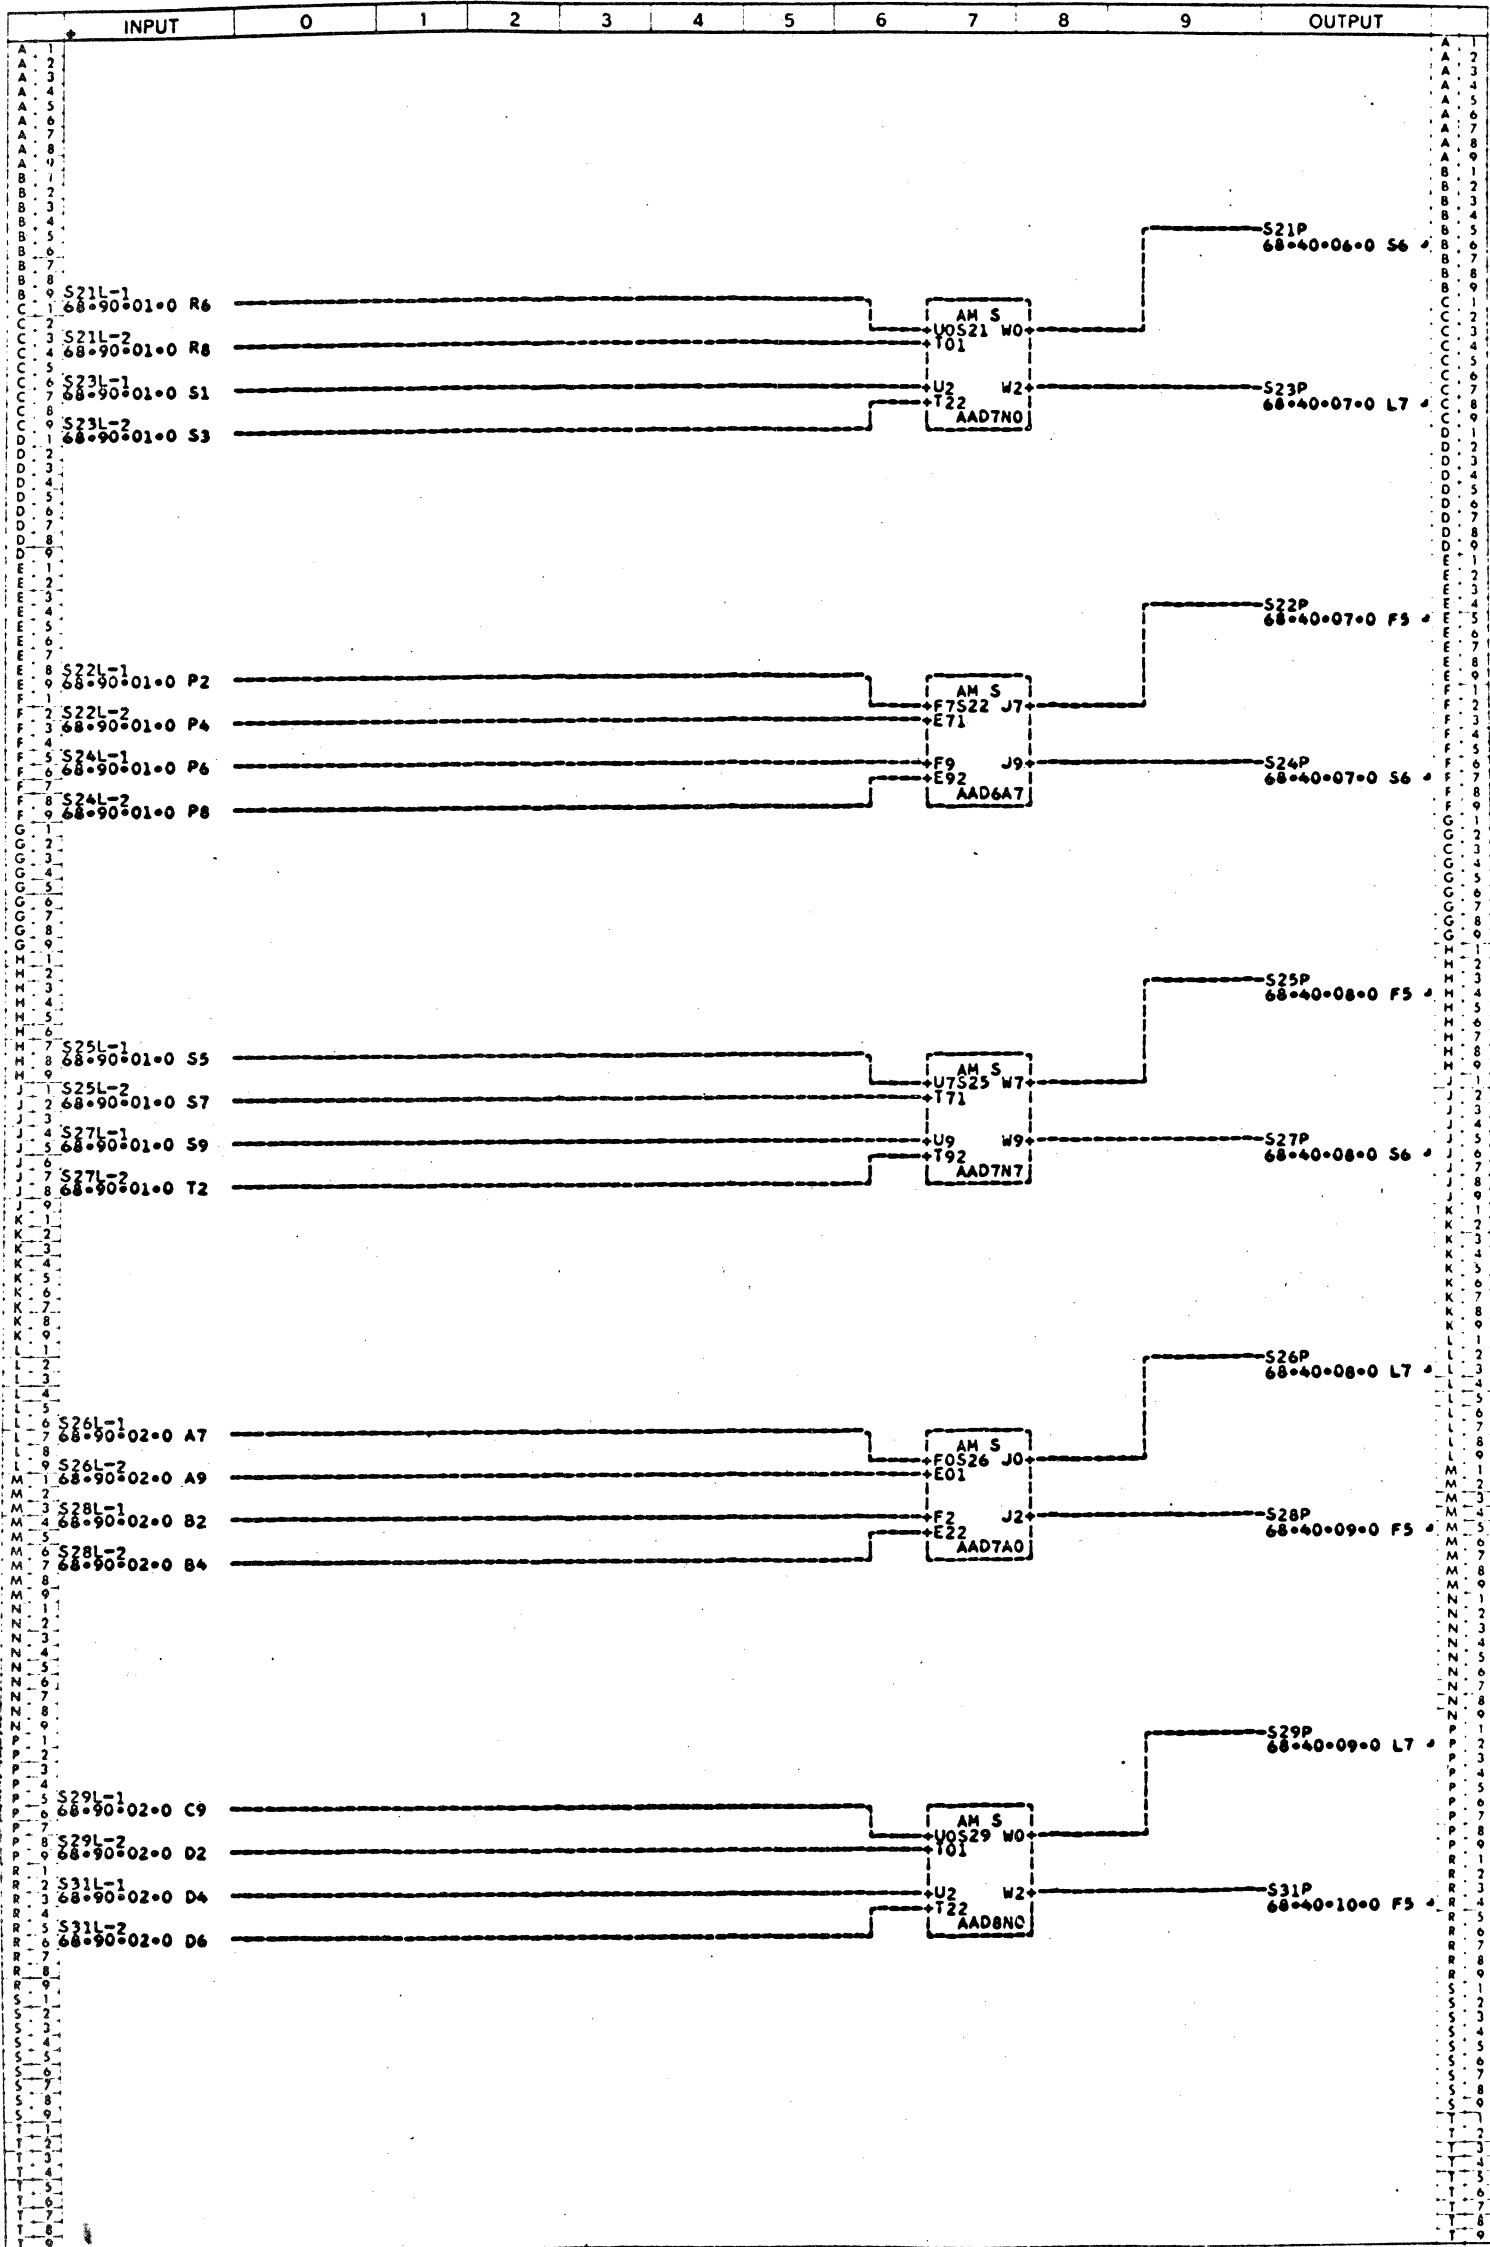 INPUT 0 1 2 3 4 5 6 7 8 9 OUTPUT
S21P
68•40•06•0 S6
S21L-1
68•90•01•0 R6
AM S
U0S21 W0
S21L-2
68•90•01•0 R8
T01
S23L-1
68•90•01•0 S1
U2 W2
S23P
68•40•07•0 L7
T22
S23L-2
68•90•01•0 S3
AAD7N0
S22P
68•40•07•0 F5
S22L-1
68•90•01•0 P2
AM S
F7S22 J7
S22L-2
68•90•01•0 P4
E71
S24L-1
68•90•01•0 P6
F9 J9
S24P
68•40•07•0 S6
E92
S24L-2
68•90•01•0 P8
AAD6A7
S25P
68•40•08•0 F5
S25L-1
68•90•01•0 S5
AM S
U7S25 W7
S25L-2
68•90•01•0 S7
T71
S27L-1
68•90•01•0 S9
U9 W9
S27P
68•40•08•0 S6
T92
S27L-2
68•90•01•0 T2
AAD7N7
S26P
68•40•08•0 L7
S26L-1
68•90•02•0 A7
AM S
F0S26 J0
S26L-2
68•90•02•0 A9
E01
S28L-1
68•90•02•0 B2
F2 J2
S28P
68•40•09•0 F5
E22
S28L-2
68•90•02•0 B4
AAD7A0
S29P
68•40•09•0 L7
S29L-1
68•90•02•0 C9
AM S
U0S29 W0
S29L-2
68•90•02•0 D2
T01
S31L-1
68•90•02•0 D4
U2 W2
S31P
68•40•10•0 F5
T22
S31L-2
68•90•02•0 D6
AAD8N0